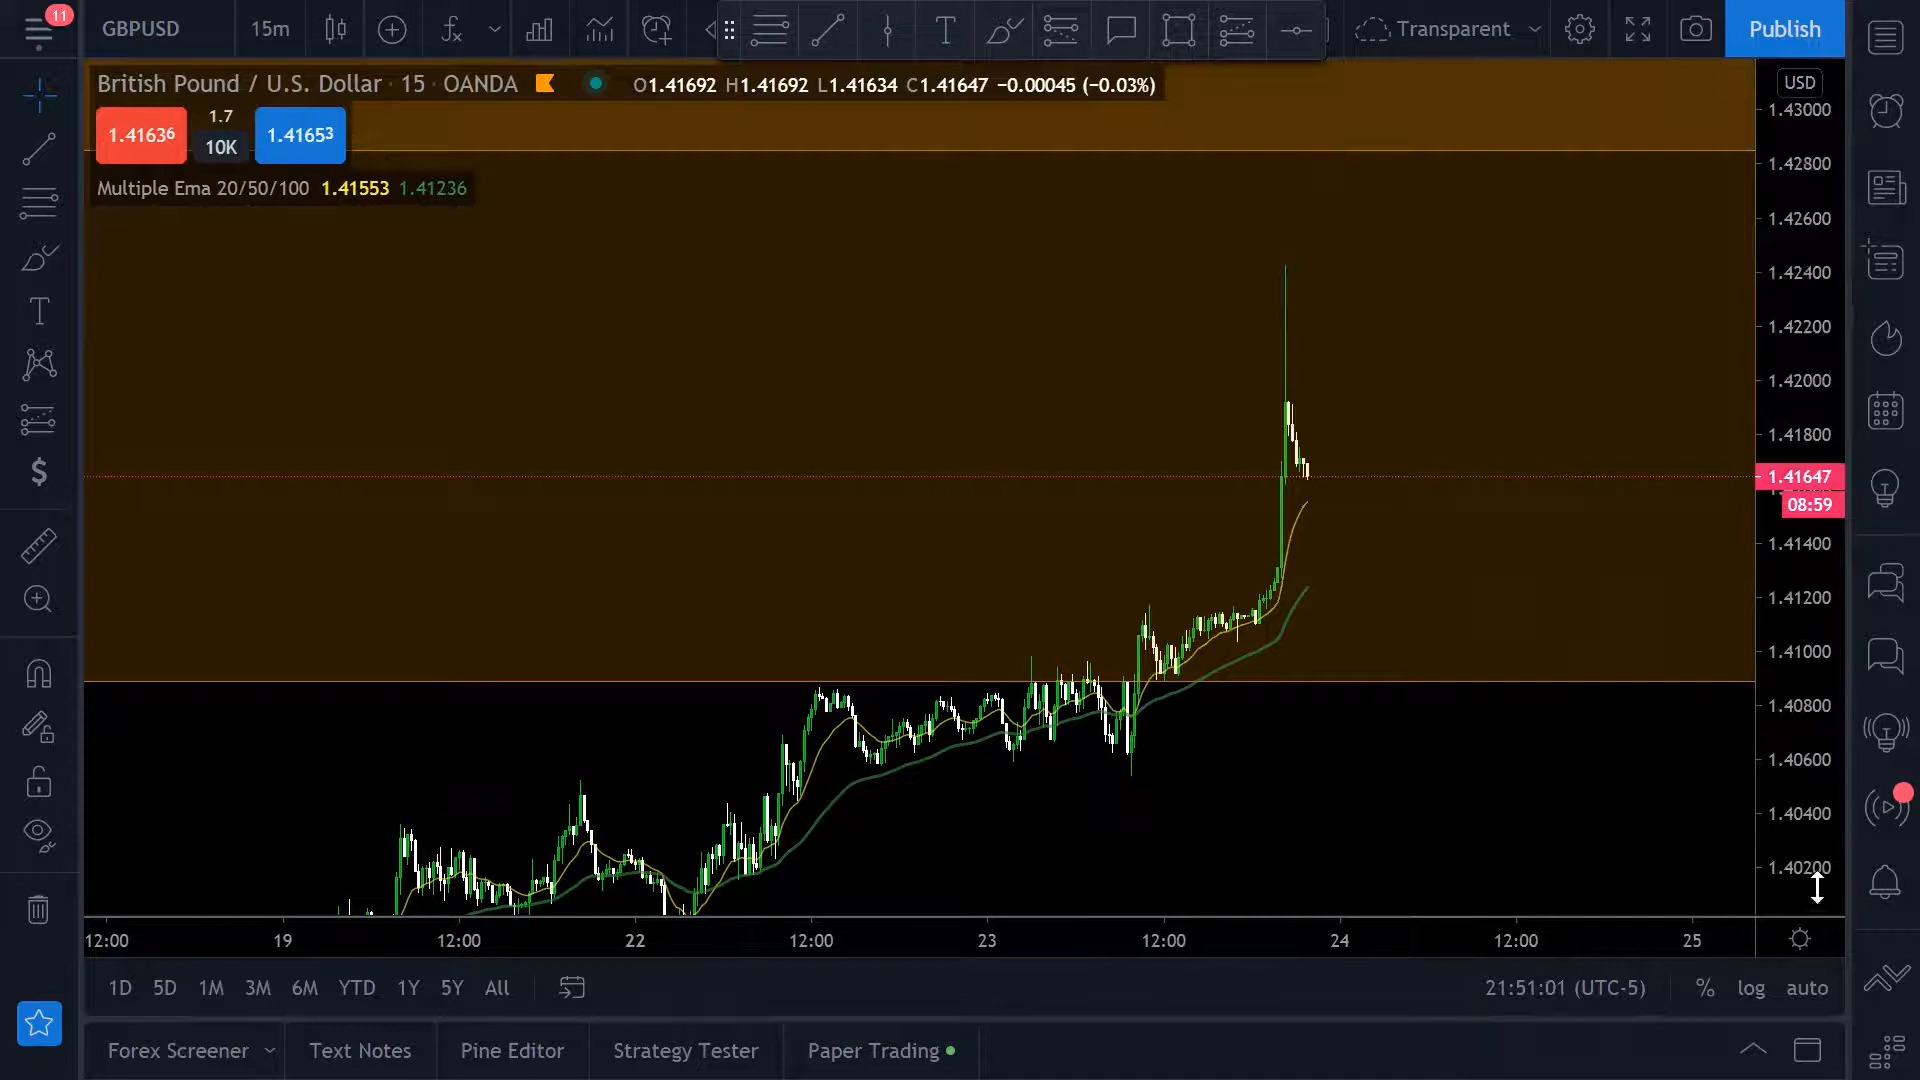 11
GBPUSD 15m Transparent Publish
British Pound / U.S. Dollar · 15 · OANDA O1.41692 H1.41692 L1.41634 C1.41647 −0.00045 (−0.03%)
USD
1.41636 1.7 10K 1.41653
Multiple Ema 20/50/100 1.41553 1.41236
1.43000
1.42800
1.42600
1.42400
1.42200
1.42000
1.41800
1.41647
08:59
1.41400
1.41200
1.41000
1.40800
1.40600
1.40400
1.40200
12:00 19 12:00 22 12:00 23 12:00 24 12:00 25
1D 5D 1M 3M 6M YTD 1Y 5Y All 21:51:01 (UTC-5) % log auto
Forex Screener Text Notes Pine Editor Strategy Tester Paper Trading